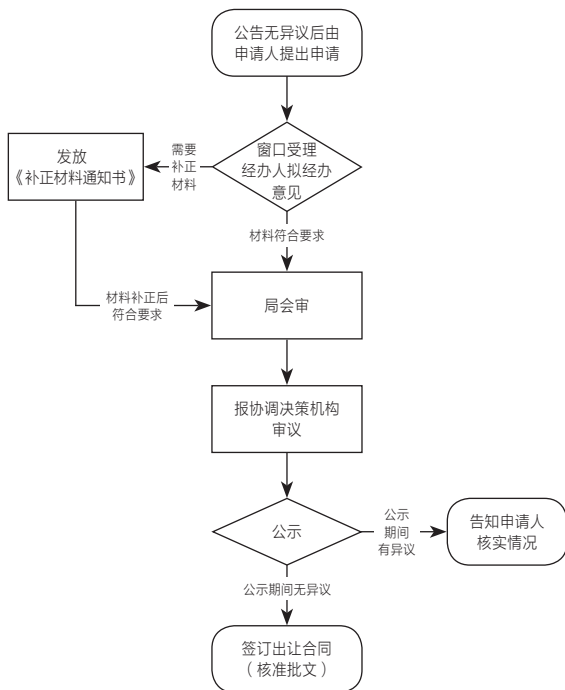 公告无异议后由
申请人提出申请
窗口受理
经办人拟经办
意见
需要
补正
材料
发放
《补正材料通知书》
材料符合要求
材料补正后
符合要求
局会审
报协调决策机构
审议
公示
公示
期间
有异议
告知申请人
核实情况
公示期间无异议
签订出让合同
（核准批文）